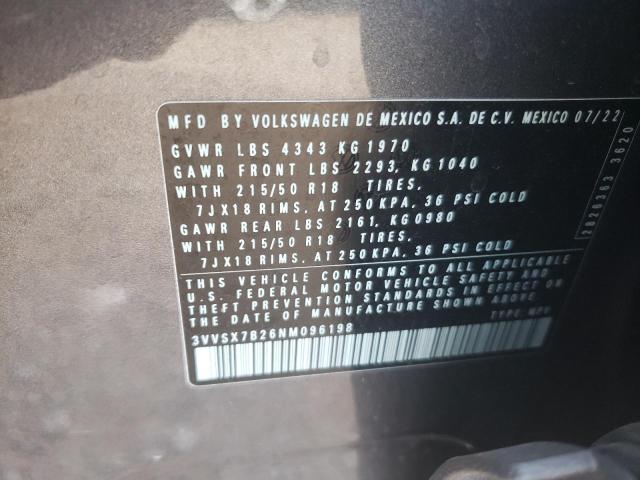 MFD BY VOLKSWAGEN DE MEXICO S.A. DE C.V. MEXICO 07/22
GVWR LBS 4343 KG 1970
GAWR FRONT LBS 2293, KG 1040
WITH 215/50 R18 TIRES,
7JX18 RIMS, AT 250 KPA, 36 PSI COLD
GAWR REAR LBS 2161, KG 0980
WITH 215/50 R18 TIRES,
7JX18 RIMS, AT 250 KPA, 36 PSI COLD
THIS VEHICLE CONFORMS TO ALL APPLICABLE
U.S. FEDERAL MOTOR VEHICLE SAFETY AND
THEFT PREVENTION STANDARDS IN EFFECT ON
THE DATE OF MANUFACTURE SHOWN ABOVE.
3VVSX7B26NM096198 TYPE MPV
28286363 3620